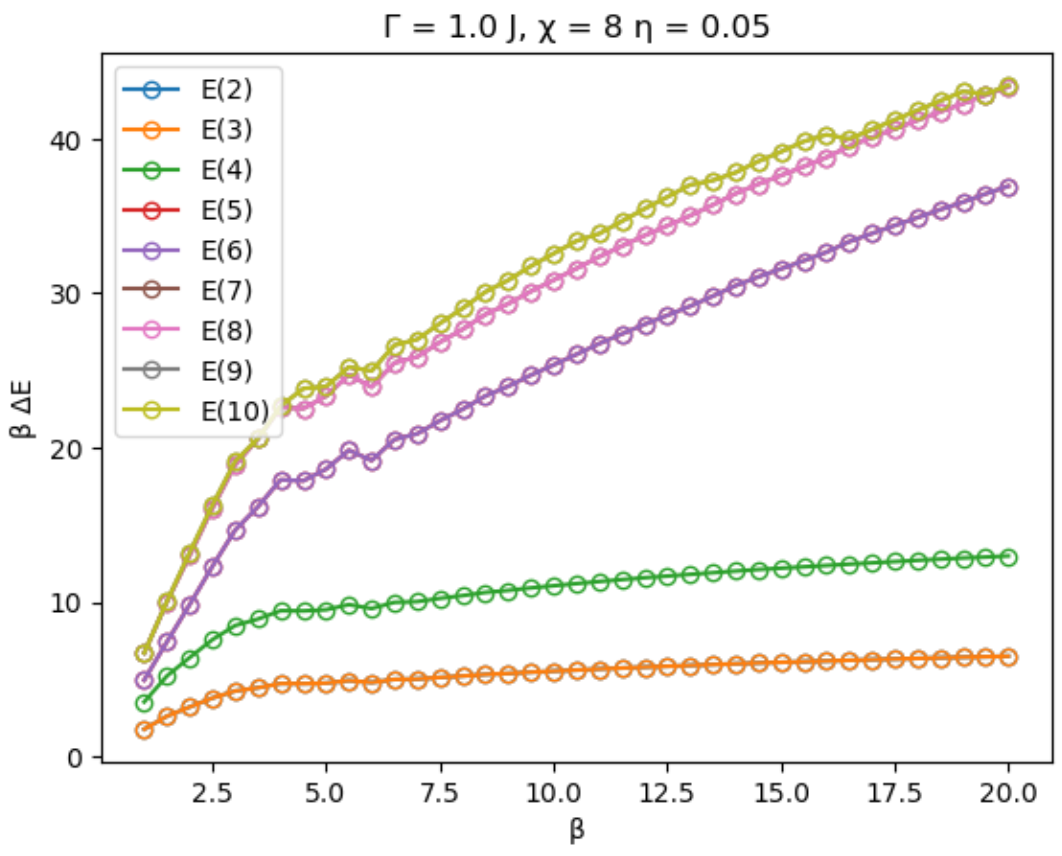 Γ = 1.0 J, χ = 8 η = 0.05
E(2)
E(3)
E(4)
E(5)
E(6)
E(7)
E(8)
E(9)
E(10)
40
30
20
10
0
β ΔE
2.5 5.0 7.5 10.0 12.5 15.0 17.5 20.0
β